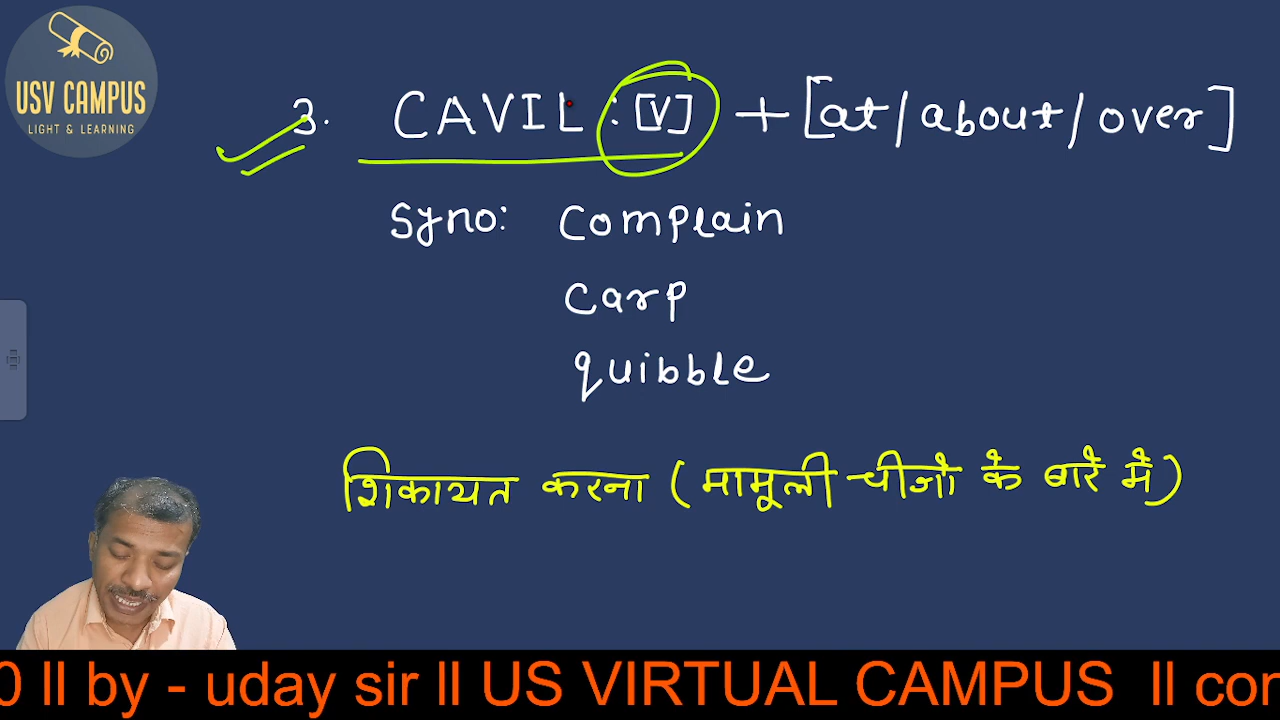 USV CAMPUS
LIGHT & LEARNING
3. CAVIL : [V] + [at/about/over]
Syno: Complain
Carp
quibble
शिकायत करना (मामूली चीजो के बारे मे)
0 ll by - uday sir ll US VIRTUAL CAMPUS ll con